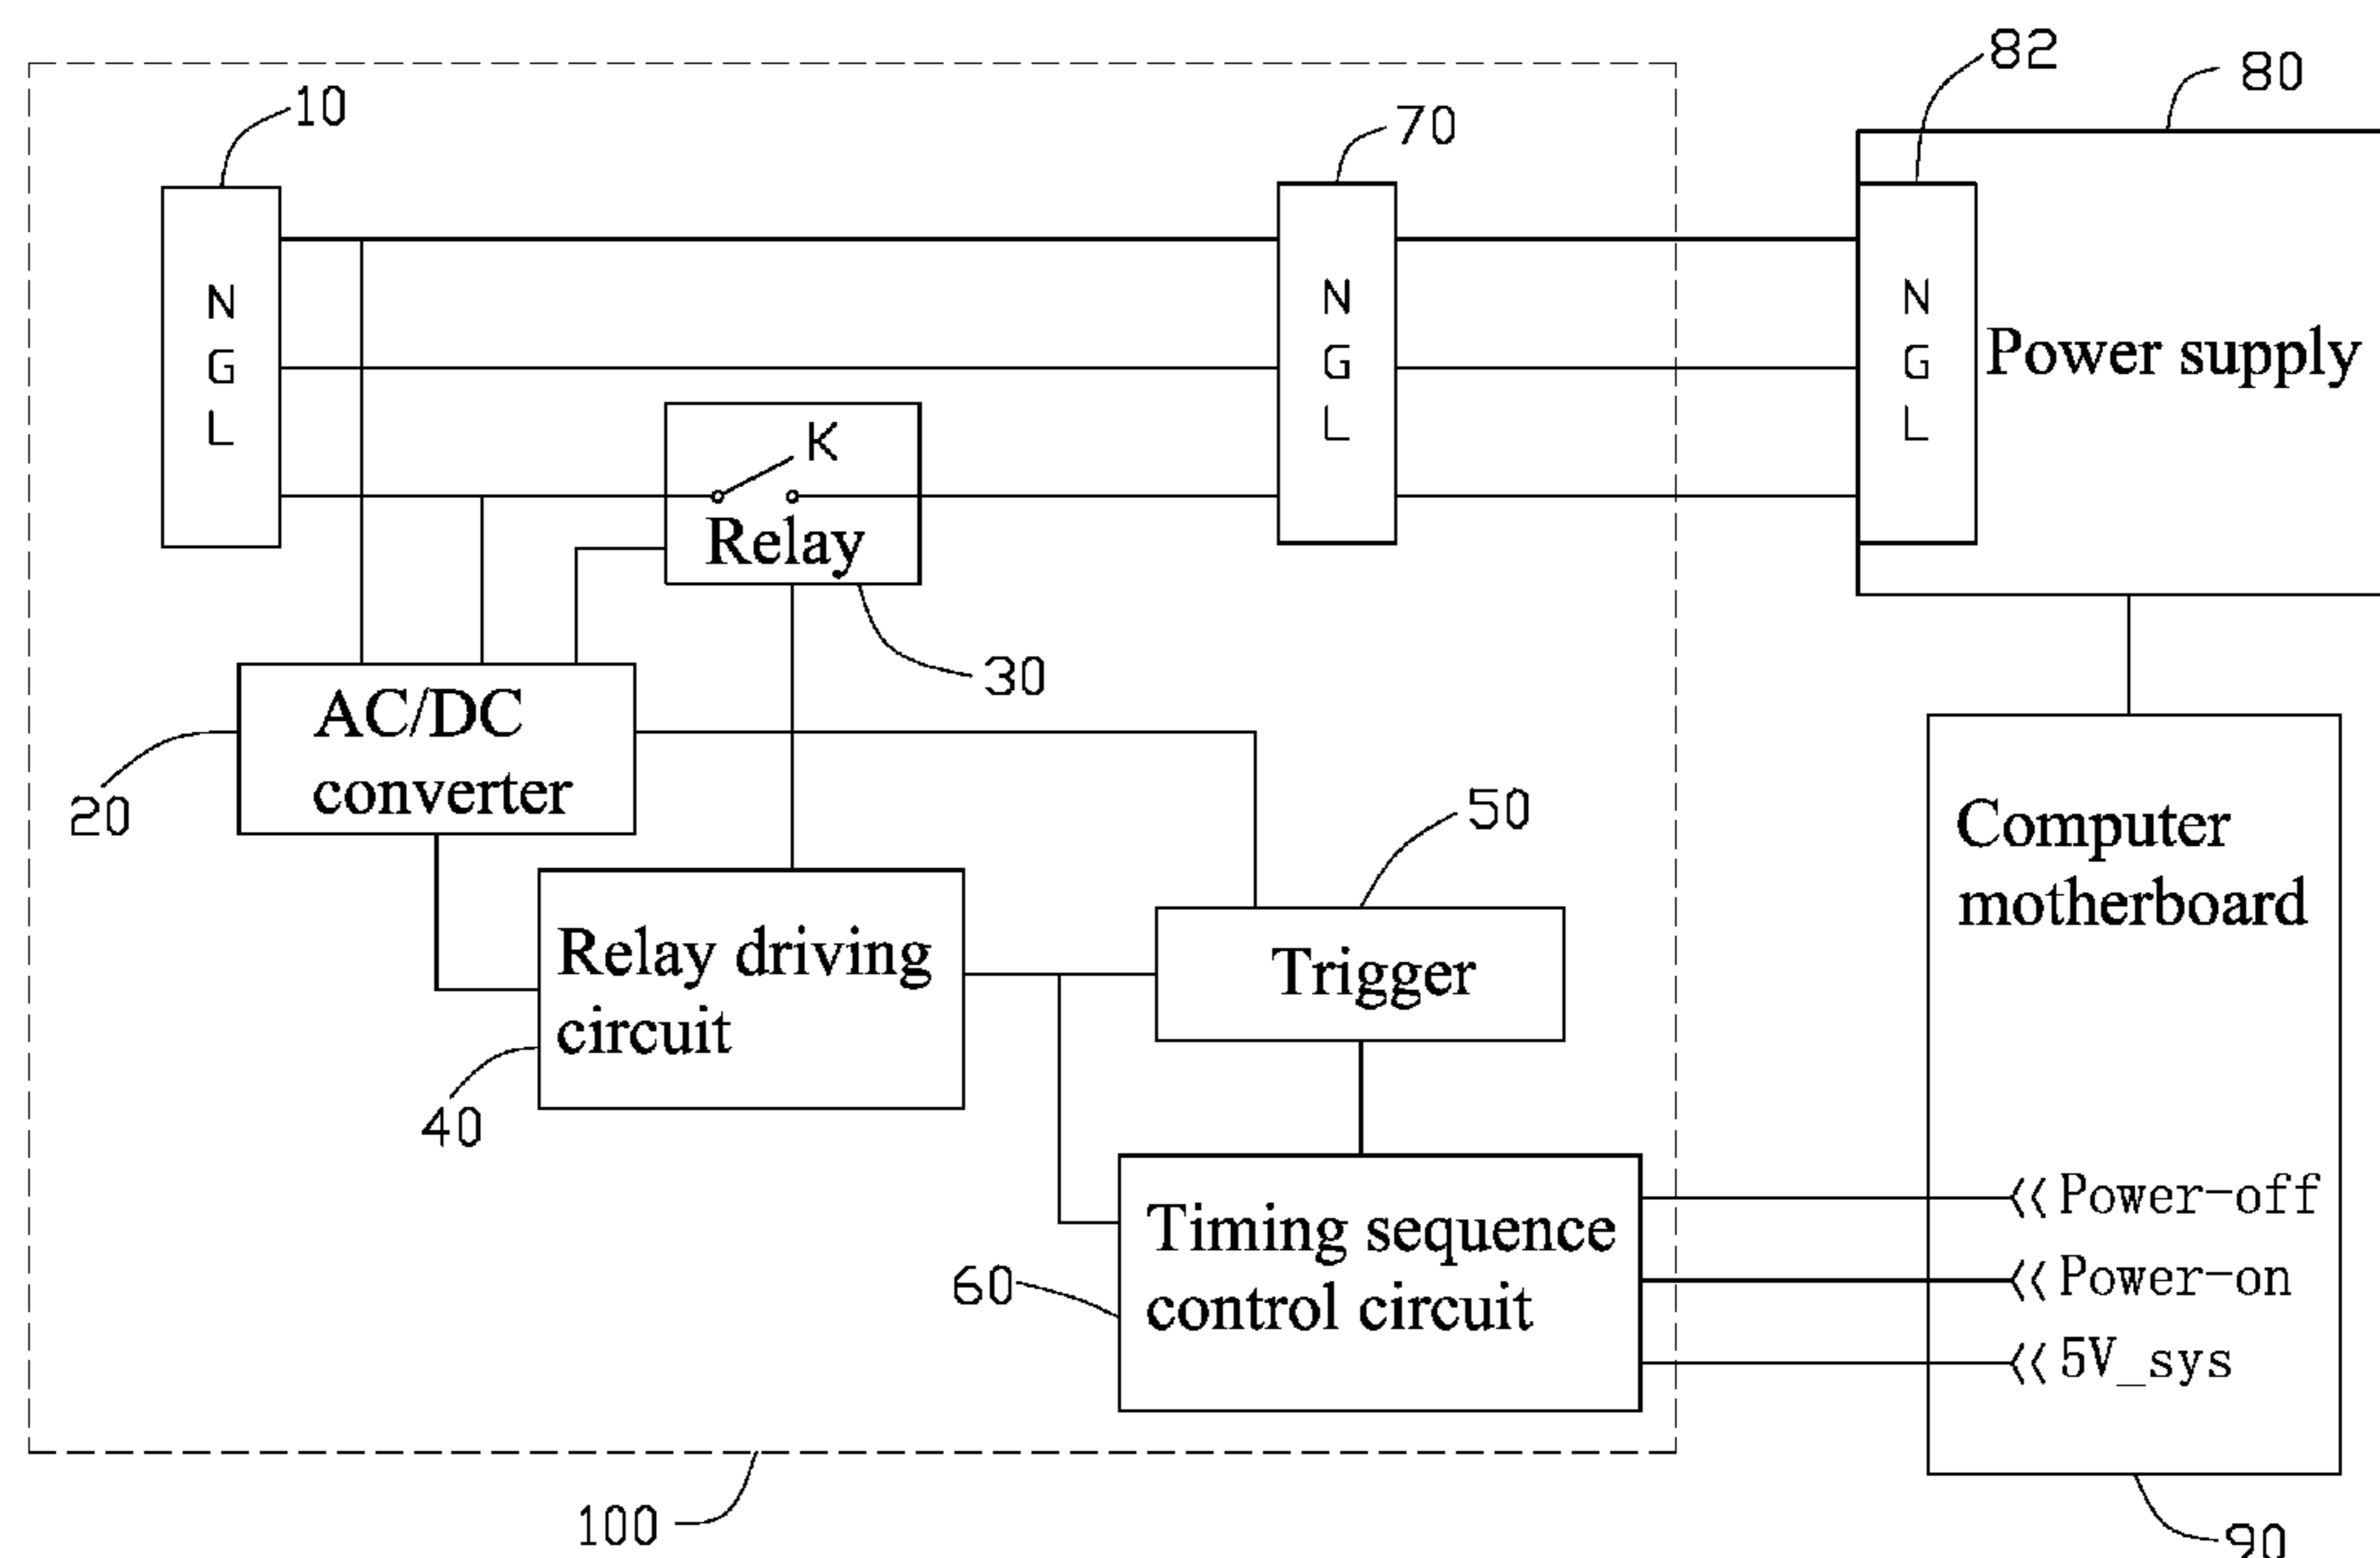 82
80
10
70
N
G
L
N
G
L
N
G
L
Power supply
K
Relay
30
AC/DC
converter
20
50
Computer
motherboard
Relay driving
circuit
Trigger
40
Power-off
Timing sequence
control circuit
60
Power-on
5V_sys
100
90